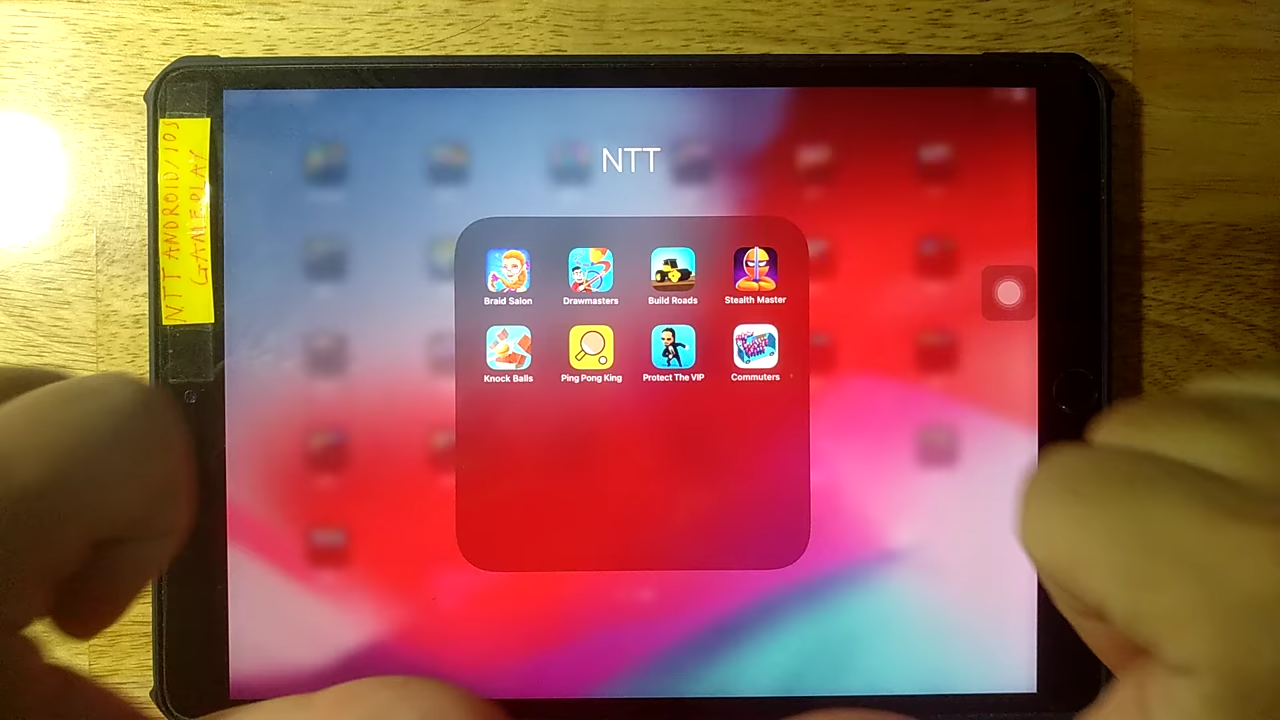 NTT ANDROID/IOS
GAMEPLAY
NTT
Braid Salon
Drawmasters
Build Roads
Stealth Master
Knock Balls
Ping Pong King
Protect The VIP
Commuters